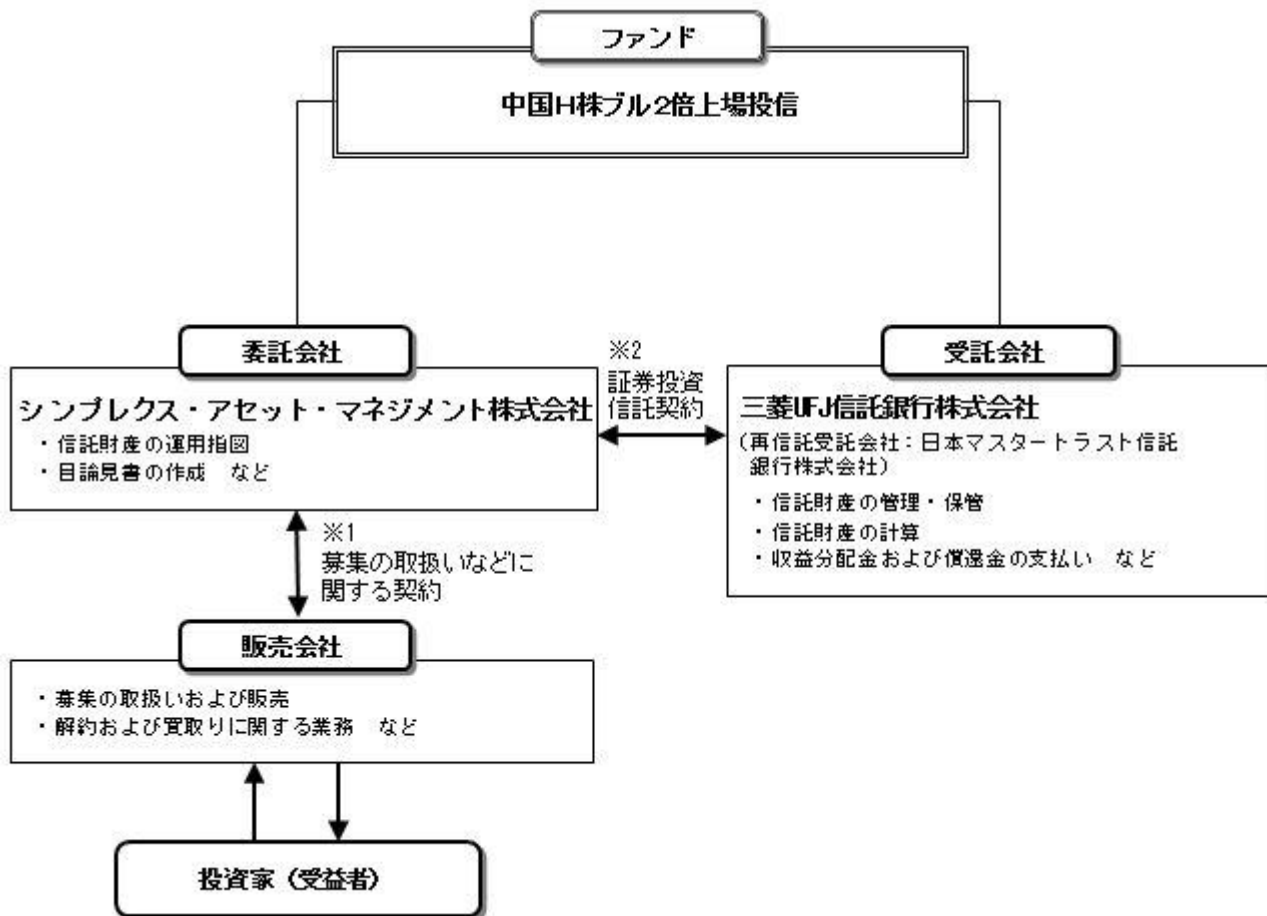 ファンド
中国H株ブル2倍上場投信
委託会社
シンプレクス・アセット・マネジメント株式会社
・信託財産の運用指図
・目論見書の作成　など
※2
証券投資
信託契約
受託会社
三菱UFJ信託銀行株式会社
(再信託受託会社：日本マスタートラスト信託
銀行株式会社)
・信託財産の管理・保管
・信託財産の計算
・収益分配金および償還金の支払い　など
※1
募集の取扱いなどに
関する契約
販売会社
・募集の取扱いおよび販売
・解約および買取りに関する業務　など
投資家（受益者）